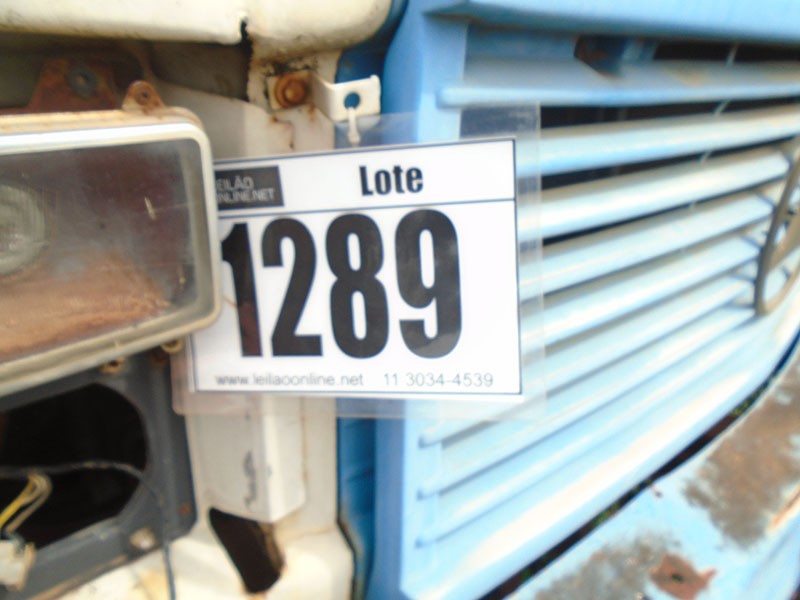 LEILÃO
ONLINE.NET
Lote
1289
www.leilaoonline.net 11 3034-4539